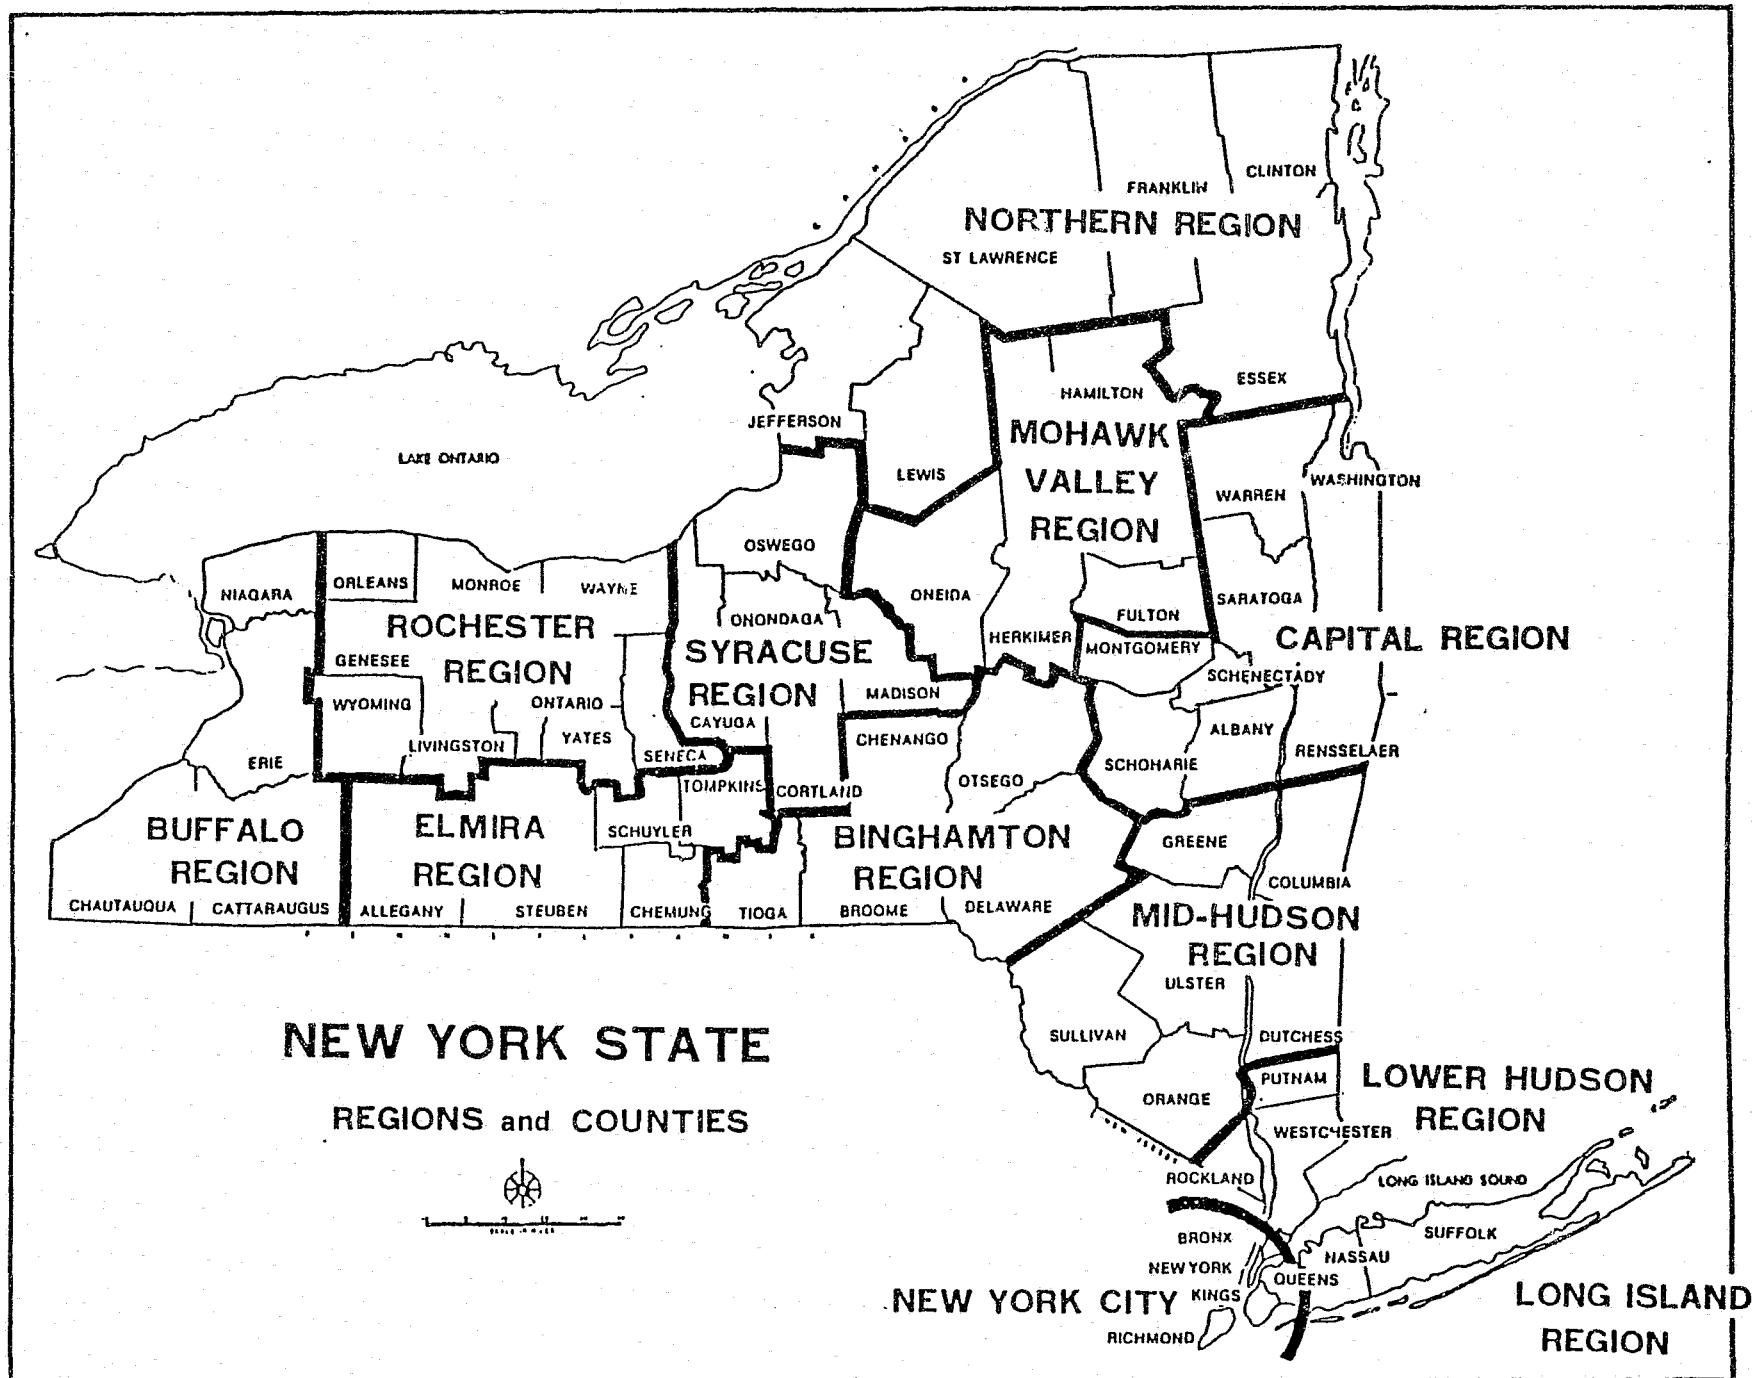 CLINTON
FRANKLIN
NORTHERN REGION
ST LAWRENCE
ESSEX
HAMILTON
JEFFERSON
MOHAWK
VALLEY
REGION
LAKE ONTARIO
LEWIS
WASHINGTON
WARREN
OSWEGO
NIAGARA
ORLEANS
MONROE
WAYNE
ONEIDA
SARATOGA
ROCHESTER
REGION
ONONDAGA
FULTON
HERKIMER
MONTGOMERY
CAPITAL REGION
SYRACUSE
REGION
GENESEE
SCHENECTADY
WYOMING
ONTARIO
MADISON
CAYUGA
ALBANY
LIVINGSTON
YATES
CHENANGO
SENECA
RENSSELAER
ERIE
SCHOHARIE
OTSEGO
TOMPKINS
CORTLAND
BUFFALO
REGION
ELMIRA
REGION
SCHUYLER
BINGHAMTON
REGION
GREENE
COLUMBIA
CHAUTAUQUA
CATTARAUGUS
ALLEGANY
STEUBEN
CHEMUNG
TIOGA
BROOME
DELAWARE
MID-HUDSON
REGION
ULSTER
NEW YORK STATE
REGIONS and COUNTIES
SULLIVAN
DUTCHESS
PUTNAM
LOWER HUDSON
REGION
ORANGE
WESTCHESTER
ROCKLAND
LONG ISLAND SOUND
BRONX
SUFFOLK
NASSAU
NEW YORK
QUEENS
NEW YORK CITY
KINGS
RICHMOND
LONG ISLAND
REGION